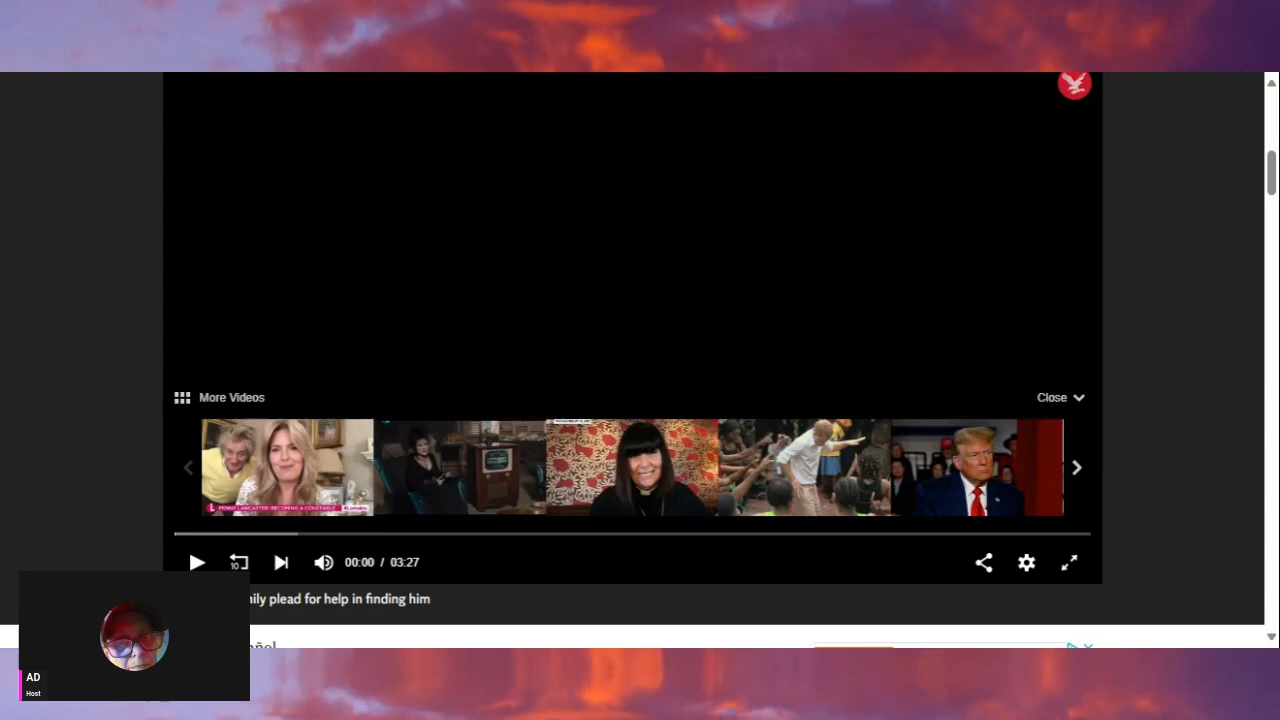 More Videos
Close
PENNY LANCASTER: BECOMING A CONSTABLE
10
00:00 / 03:27
ily plead for help in finding him
AD
Host